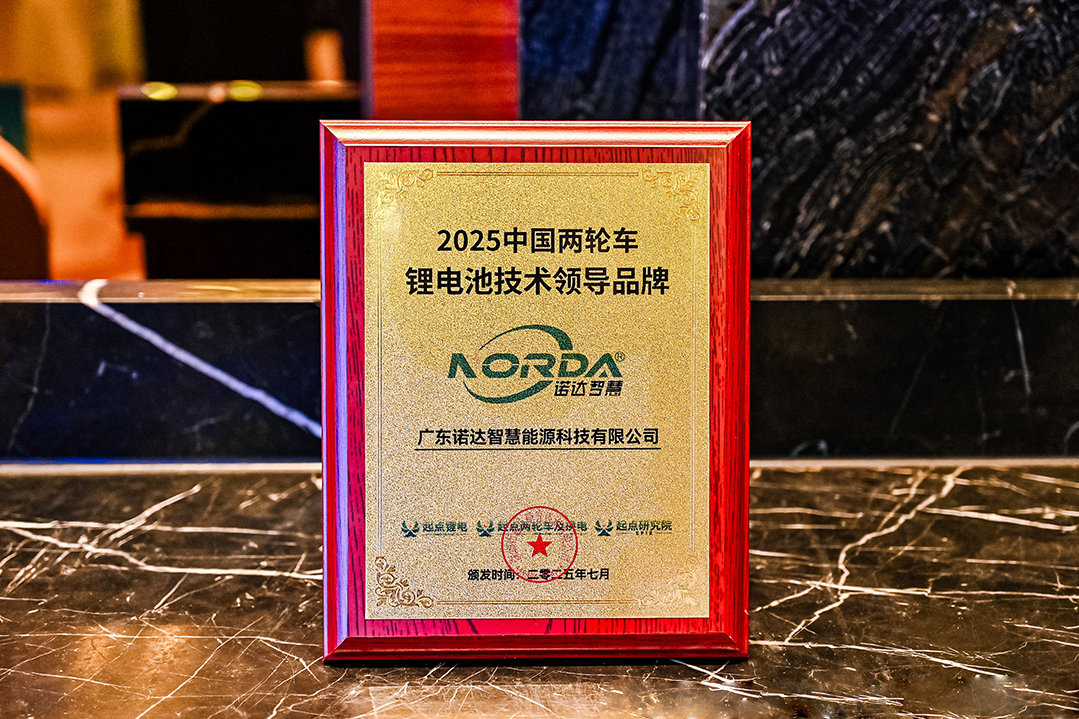 2025中国两轮车
锂电池技术领导品牌
NORDA®
诺达智慧
广东诺达智慧能源科技有限公司
起点锂电 起点两轮车及换电 起点研究院
颁发时间：二零二五年七月